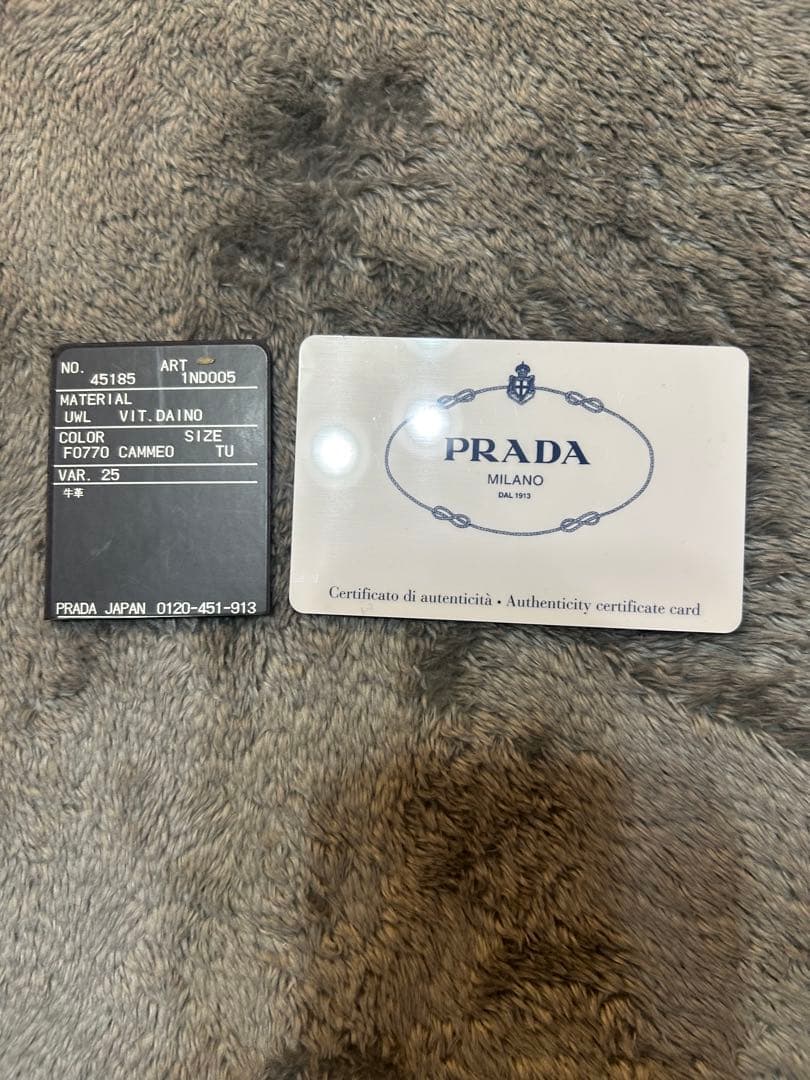 NO. ART
45185 1ND005
MATERIAL
UWL VIT.DAINO
COLOR SIZE
F0770 CAMMEO TU
VAR. 25
牛革
PRADA JAPAN 0120-451-913
PRADA
MILANO
DAL 1913
Certificato di autenticità • Authenticity certificate card